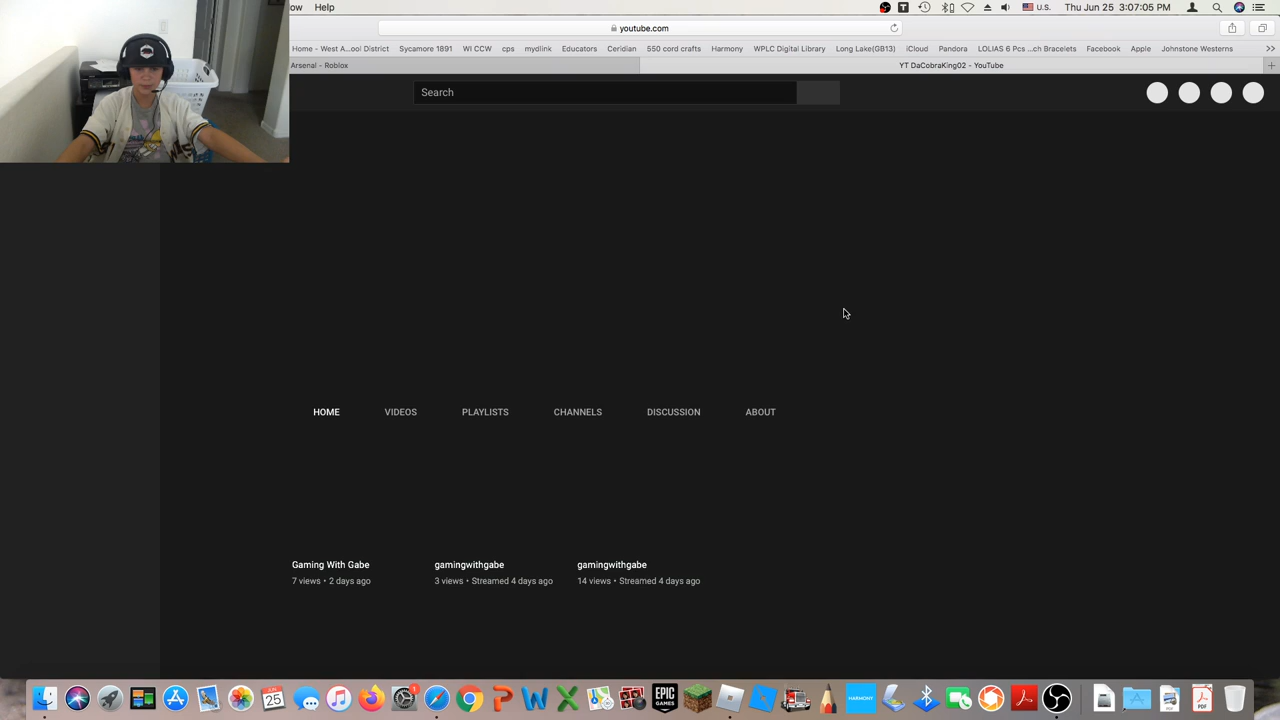 ow Help U.S. Thu Jun 25 3:07:05 PM
youtube.com
Home - West A...ool District Sycamore 1891 WI CCW cps mydlink Educators Ceridian 550 cord crafts Harmony WPLC Digital Library Long Lake(GB13) iCloud Pandora LOLIAS 6 Pcs ...ch Bracelets Facebook Apple Johnstone Westerns
Arsenal - Roblox YT DaCobraKing02 - YouTube
Search
HOME VIDEOS PLAYLISTS CHANNELS DISCUSSION ABOUT
Gaming With Gabe gamingwithgabe gamingwithgabe
7 views • 2 days ago 3 views • Streamed 4 days ago 14 views • Streamed 4 days ago
EPIC GAMES HARMONY PDF